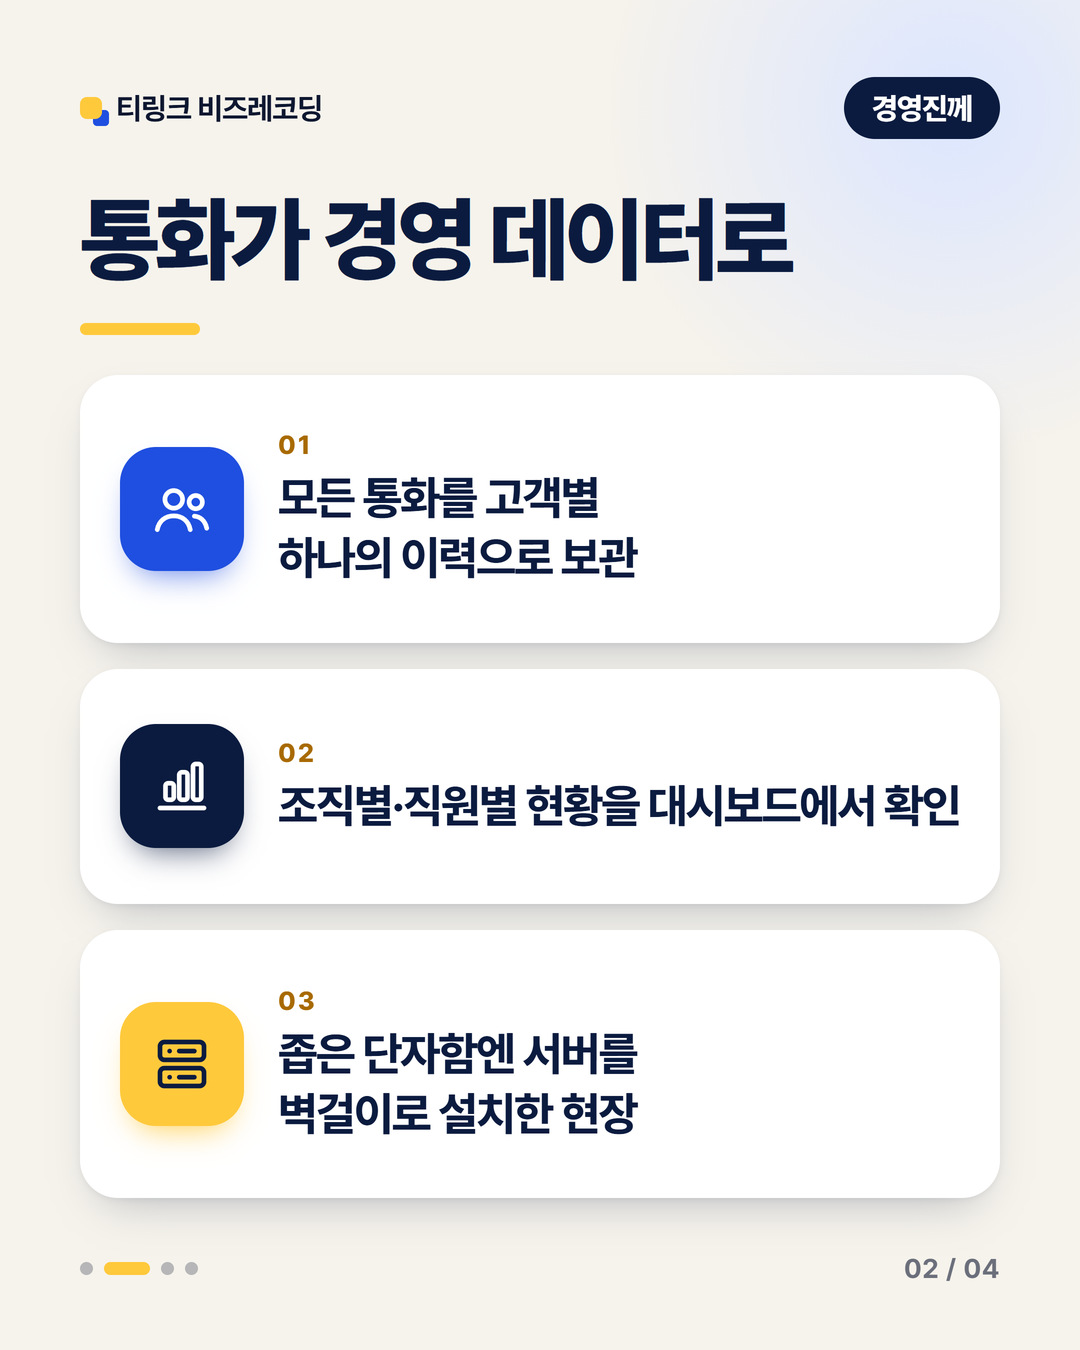 티링크 비즈레코딩
경영진께
통화가 경영 데이터로
01
모든 통화를 고객별
하나의 이력으로 보관
02
조직별·직원별 현황을 대시보드에서 확인
03
좁은 단자함엔 서버를
벽걸이로 설치한 현장
02 / 04